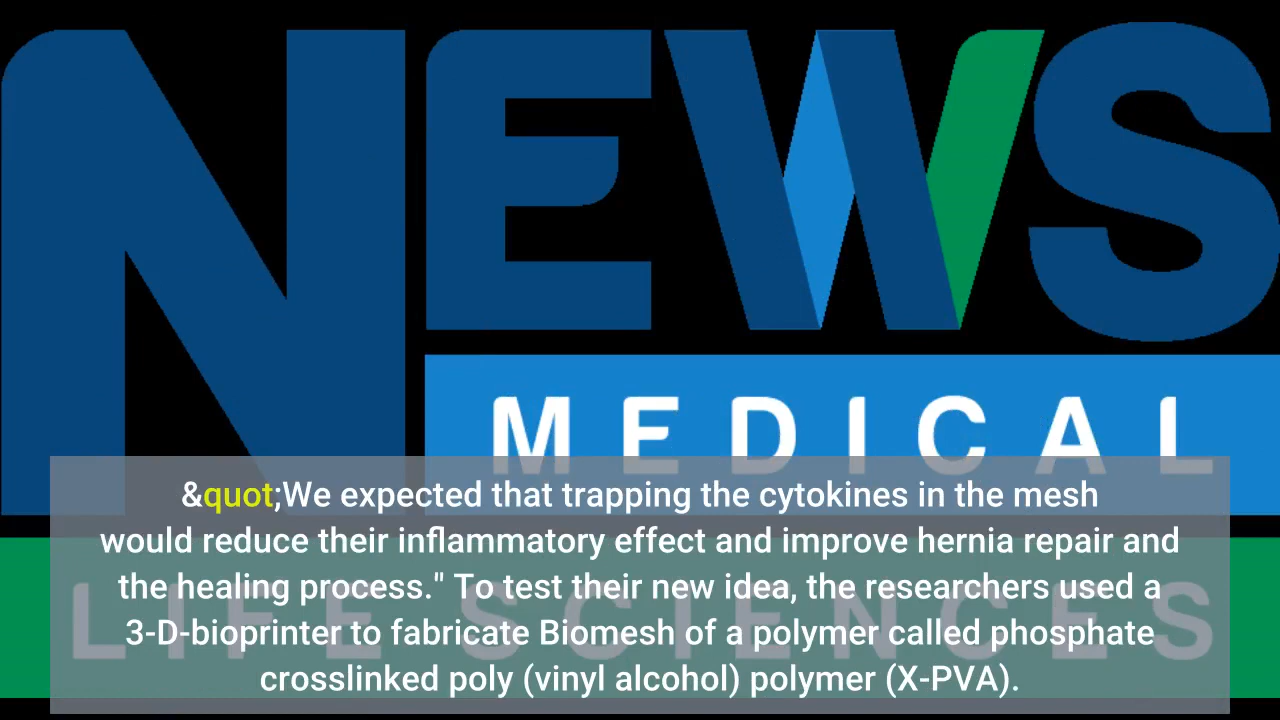 NEWS
MEDICAL
LIFE SCIENCES
&quot;We expected that trapping the cytokines in the mesh
would reduce their inflammatory effect and improve hernia repair and
the healing process." To test their new idea, the researchers used a
3-D-bioprinter to fabricate Biomesh of a polymer called phosphate
crosslinked poly (vinyl alcohol) polymer (X-PVA).